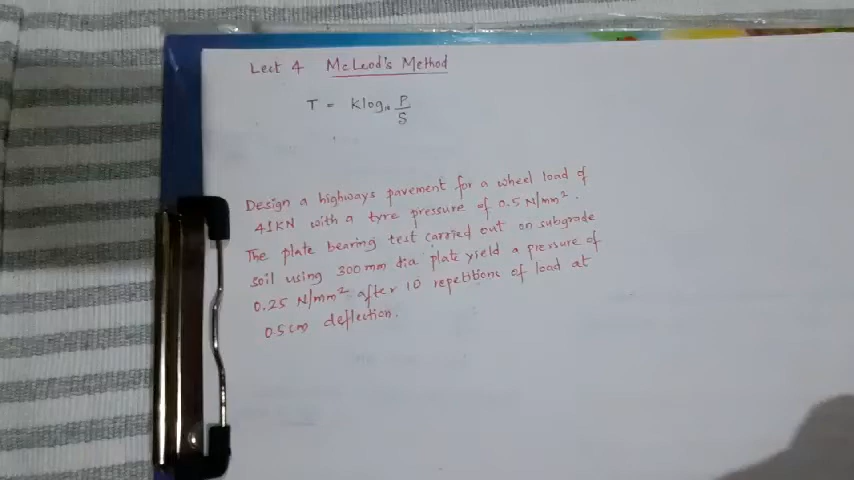 Lect 4 McLeod's Method
T = K log₁₀ P/S
Design a highways pavement for a wheel load of
41KN with a tyre pressure of 0.5 N/mm².
The plate bearing test carried out on subgrade
soil using 300 mm dia plate yield a pressure of
0.25 N/mm² after 10 repetitions of load at
0.5 cm deflection.